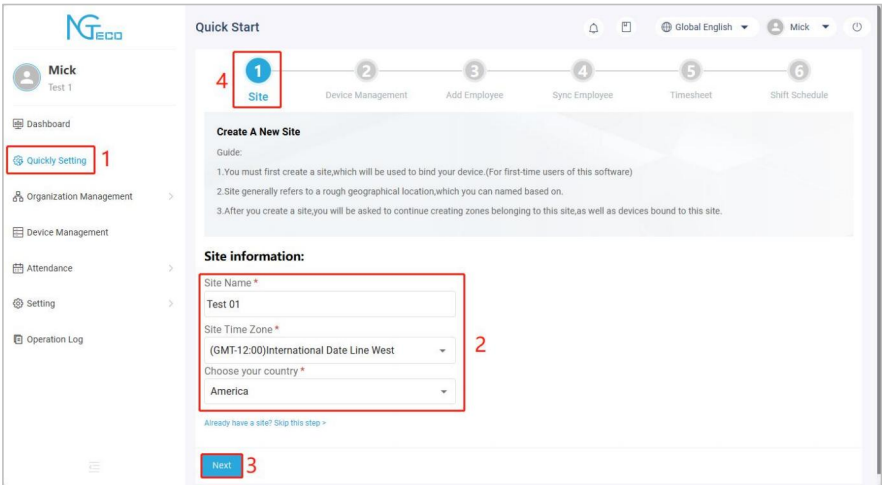 NGTECO
Quick Start
Global English
Mick
Mick
Test 1
Dashboard
Quickly Setting
1
Organization Management
Device Management
Attendance
Setting
Operation Log
4
1
2
3
4
5
6
Site
Device Management
Add Employee
Sync Employee
Timesheet
Shift Schedule
Create A New Site
Guide:
1.You must first create a site,which will be used to bind your device.(For first-time users of this software)
2.Site generally refers to a rough geographical location,which you can named based on.
3.After you create a site,you will be asked to continue creating zones belonging to this site,as well as devices bound to this site.
Site information:
Site Name *
Test 01
Site Time Zone *
(GMT-12:00)International Date Line West
2
Choose your country *
America
Already have a site? Skip this step >
Next
3